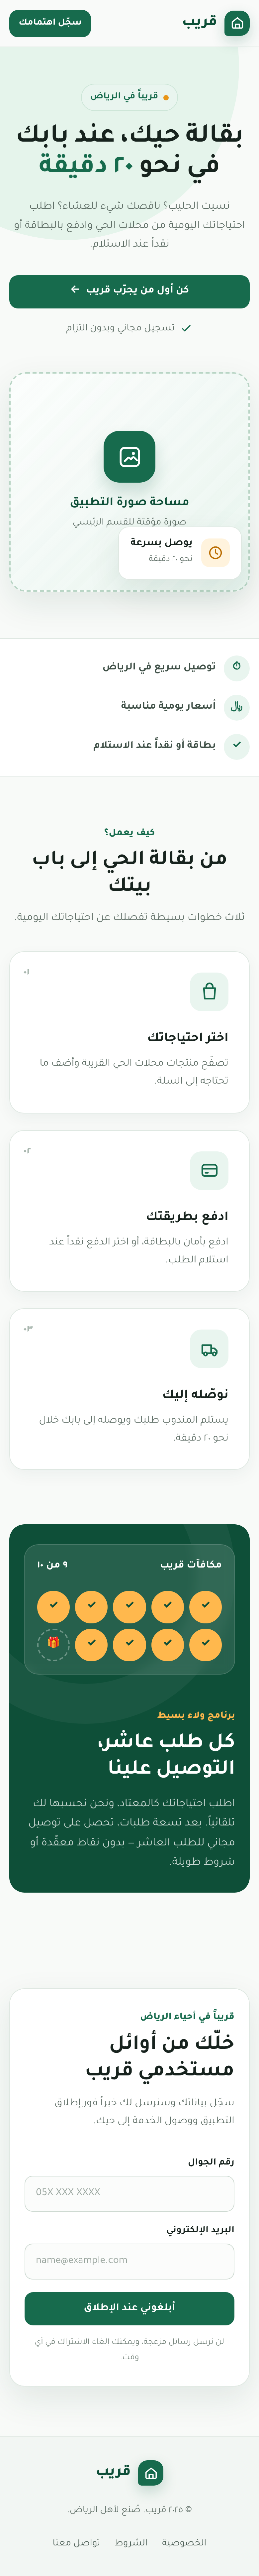 قريب
سجّل اهتمامك
قريباً في الرياض
بقالة حيك، عند بابك
في نحو ٢٠ دقيقة
نسيت الحليب؟ ناقصك شيء للعشاء؟ اطلب
احتياجاتك اليومية من محلات الحي وادفع بالبطاقة أو
نقداً عند الاستلام.
كن أول من يجرّب قريب ←
تسجيل مجاني وبدون التزام
مساحة صورة التطبيق
صورة مؤقتة للقسم الرئيسي
يوصل بسرعة
نحو ٢٠ دقيقة
توصيل سريع في الرياض
﷼
أسعار يومية مناسبة
بطاقة أو نقداً عند الاستلام
كيف يعمل؟
من بقالة الحي إلى باب
بيتك
ثلاث خطوات بسيطة تفصلك عن احتياجاتك اليومية.
٠١
اختر احتياجاتك
تصفّح منتجات محلات الحي القريبة وأضف ما
تحتاجه إلى السلة.
٠٢
ادفع بطريقتك
ادفع بأمان بالبطاقة، أو اختر الدفع نقداً عند
استلام الطلب.
٠٣
نوصّله إليك
يستلم المندوب طلبك ويوصله إلى بابك خلال
نحو ٢٠ دقيقة.
مكافآت قريب
٩ من ١٠
برنامج ولاء بسيط
كل طلب عاشر،
التوصيل علينا
اطلب احتياجاتك كالمعتاد، ونحن نحسبها لك
تلقائياً. بعد تسعة طلبات، تحصل على توصيل
مجاني للطلب العاشر — بدون نقاط معقّدة أو
شروط طويلة.
قريباً في أحياء الرياض
خلّك من أوائل
مستخدمي قريب
سجّل بياناتك وسنرسل لك خبراً فور إطلاق
التطبيق ووصول الخدمة إلى حيك.
رقم الجوال
05X XXX XXXX
البريد الإلكتروني
name@example.com
أبلغوني عند الإطلاق
لن نرسل رسائل مزعجة، ويمكنك إلغاء الاشتراك في أي
وقت.
قريب
© ٢٠٢٥ قريب. صُنع لأهل الرياض.
الخصوصية
الشروط
تواصل معنا